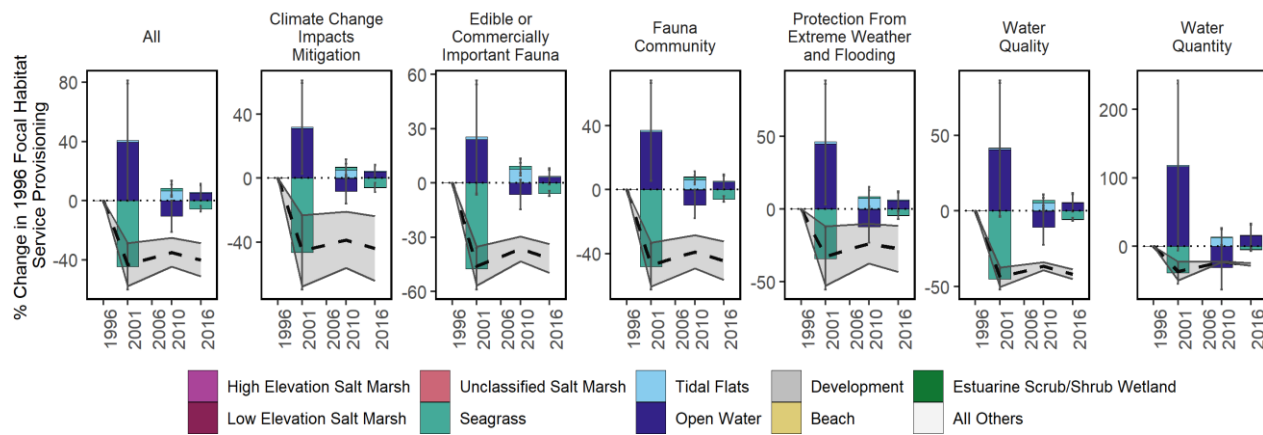 All
Climate Change
Impacts
Mitigation
Edible or
Commercially
Important Fauna
Fauna
Community
Protection From
Extreme Weather
and Flooding
Water
Quality
Water
Quantity
% Change in 1996 Focal Habitat
Service Provisioning
80
40
0
-40
40
0
-40
60
30
0
-30
-60
40
0
-40
50
0
-50
50
0
-50
200
100
0
1996
2001
2006
2010
2016
1996
2001
2006
2010
2016
1996
2001
2006
2010
2016
1996
2001
2006
2010
2016
1996
2001
2006
2010
2016
1996
2001
2006
2010
2016
1996
2001
2006
2010
2016
High Elevation Salt Marsh
Unclassified Salt Marsh
Tidal Flats
Development
Estuarine Scrub/Shrub Wetland
Low Elevation Salt Marsh
Seagrass
Open Water
Beach
All Others